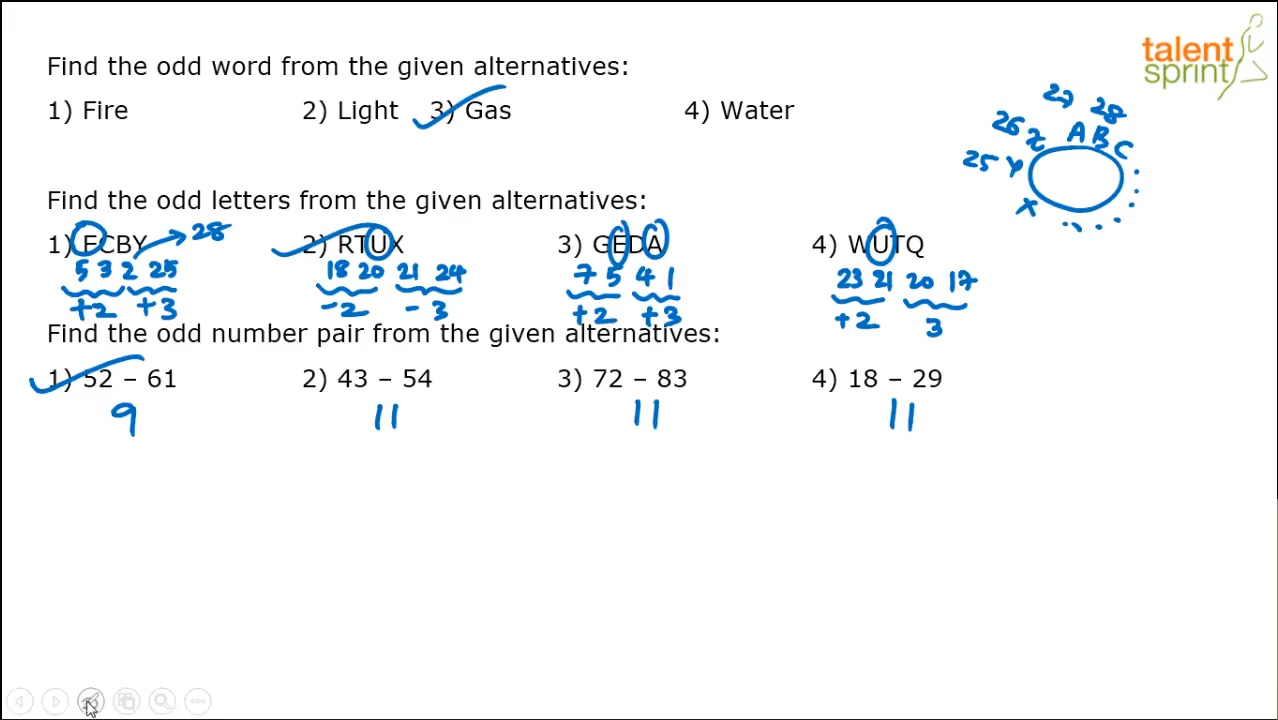 talent
sprint
Find the odd word from the given alternatives:
1) Fire 2) Light 3) Gas 4) Water
27 28
26 Z A B C
25 Y
X
Find the odd letters from the given alternatives:
28
1) ECBY 2) RTUX 3) GEDA 4) WUTQ
5 3 2 25 18 20 21 24 7 5 4 1 23 21 20 17
+2 +3 -2 -3 +2 +3 +2 3
Find the odd number pair from the given alternatives:
1) 52 – 61 2) 43 – 54 3) 72 – 83 4) 18 – 29
9 11 11 11